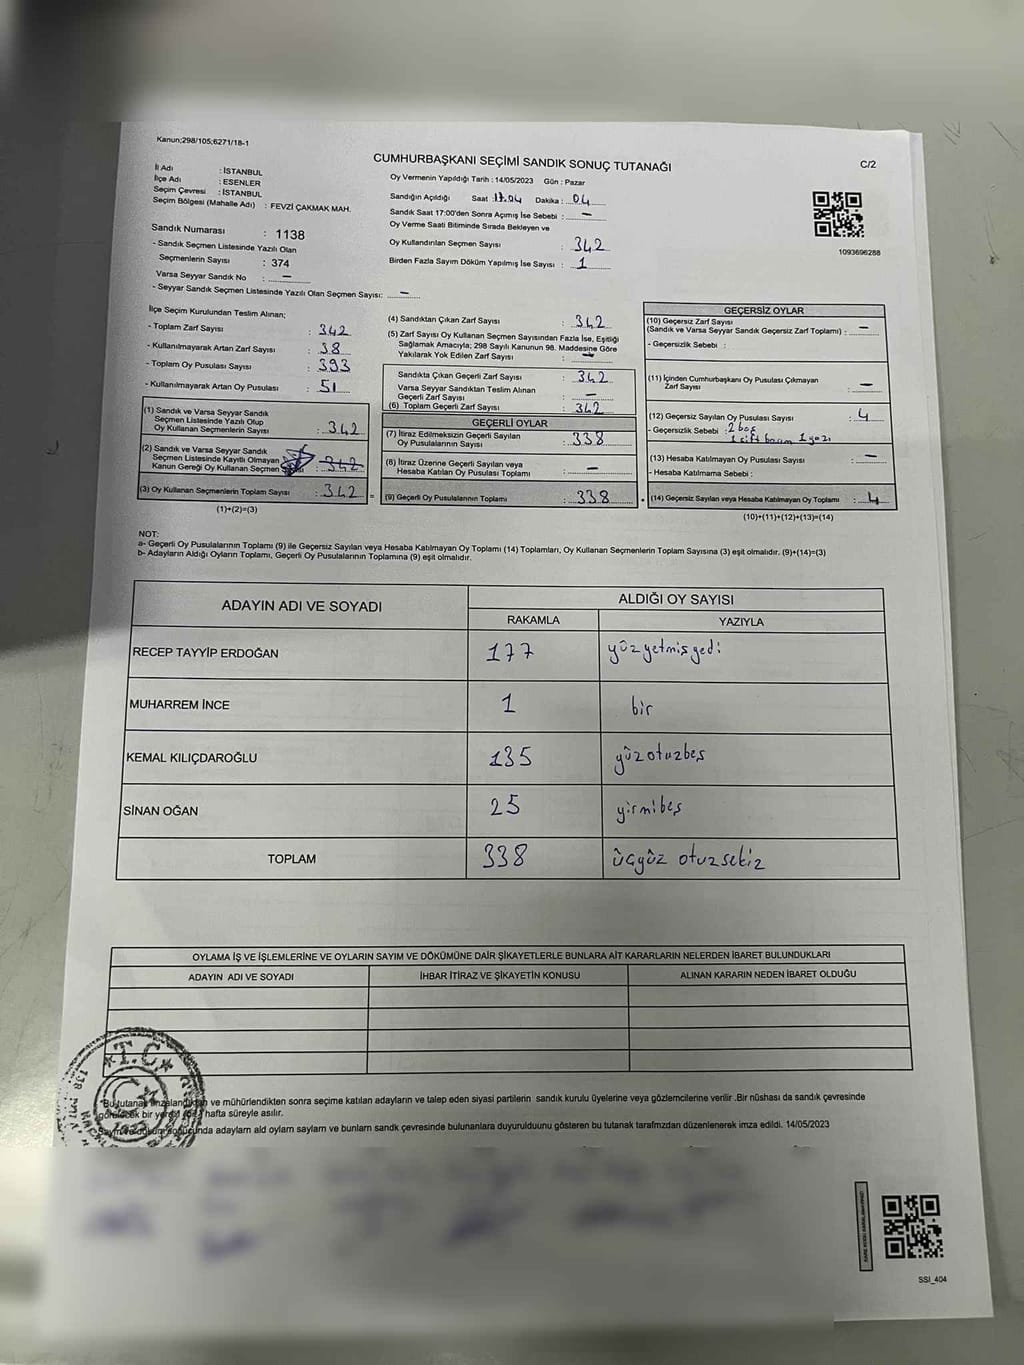 Kanun;298/105;6271/18-1
CUMHURBAŞKANI SEÇİMİ SANDIK SONUÇ TUTANAĞI
C/2
İl Adı : İSTANBUL
İlçe Adı : ESENLER
Seçim Çevresi : İSTANBUL
Seçim Bölgesi (Mahalle Adı) : FEVZİ ÇAKMAK MAH.
Sandık Numarası : 1138
- Sandık Seçmen Listesinde Yazılı Olan
Seçmenlerin Sayısı : 374
Varsa Seyyar Sandık No : —
- Seyyar Sandık Seçmen Listesinde Yazılı Olan Seçmen Sayısı: —
Oy Vermenin Yapıldığı Tarih : 14/05/2023 Gün : Pazar
Sandığın Açıldığı Saat : 17.04 Dakika : 04
Sandık Saat 17:00'den Sonra Açımış İse Sebebi : —
Oy Verme Saati Bitiminde Sırada Bekleyen ve
Oy Kullandırılan Seçmen Sayısı : 342
Birden Fazla Sayım Döküm Yapılmış İse Sayısı : 1
1093696288
İlçe Seçim Kurulundan Teslim Alınan;
- Toplam Zarf Sayısı : 342
- Kullanılmayarak Artan Zarf Sayısı : 38
- Toplam Oy Pusulası Sayısı : 393
- Kullanılmayarak Artan Oy Pusulası : 51
(1) Sandık ve Varsa Seyyar Sandık
Seçmen Listesinde Yazılı Olup
Oy Kullanan Seçmenlerin Sayısı : 342
(2) Sandık ve Varsa Seyyar Sandık
Seçmen Listesinde Kayıtlı Olmayan
Kanun Gereği Oy Kullanan Seçmen : 342
(3) Oy Kullanan Seçmenlerin Toplam Sayısı : 342 =
(1)+(2)=(3)
(4) Sandıktan Çıkan Zarf Sayısı : 342
(5) Zarf Sayısı Oy Kullanan Seçmen Sayısından Fazla İse, Eşitliği
Sağlamak Amacıyla; 298 Sayılı Kanunun 98. Maddesine Göre
Yakılarak Yok Edilen Zarf Sayısı : —
Sandıkta Çıkan Geçerli Zarf Sayısı : 342
Varsa Seyyar Sandıktan Teslim Alınan
Geçerli Zarf Sayısı : —
(6) Toplam Geçerli Zarf Sayısı : 342
GEÇERLİ OYLAR
(7) İtiraz Edilmeksizin Geçerli Sayılan
Oy Pusulalarının Sayısı : 338
(8) İtiraz Üzerine Geçerli Sayılan veya
Hesaba Katılan Oy Pusulası Toplamı : —
(9) Geçerli Oy Pusulalarının Toplamı : 338
GEÇERSİZ OYLAR
(10) Geçersiz Zarf Sayısı
(Sandık ve Varsa Seyyar Sandık Geçersiz Zarf Toplamı) : —
- Geçersizlik Sebebi :
(11) İçinden Cumhurbaşkanı Oy Pusulası Çıkmayan
Zarf Sayısı : —
(12) Geçersiz Sayılan Oy Pusulası Sayısı : 4
- Geçersizlik Sebebi : 2 boş
1 çift basım 1 yazı
(13) Hesaba Katılmayan Oy Pusulası Sayısı : —
- Hesaba Katılmama Sebebi :
(14) Geçersiz Sayılan veya Hesaba Katılmayan Oy Toplamı : 4
(10)+(11)+(12)+(13)=(14)
NOT:
a- Geçerli Oy Pusulalarının Toplamı (9) ile Geçersiz Sayılan veya Hesaba Katılmayan Oy Toplamı (14) Toplamları, Oy Kullanan Seçmenlerin Toplam Sayısına (3) eşit olmalıdır. (9)+(14)=(3)
b- Adayların Aldığı Oyların Toplamı, Geçerli Oy Pusulalarının Toplamına (9) eşit olmalıdır.
ADAYIN ADI VE SOYADI
ALDIĞI OY SAYISI
RAKAMLA YAZIYLA
RECEP TAYYİP ERDOĞAN 177 yüzyetmişyedi
MUHARREM İNCE 1 bir
KEMAL KILIÇDAROĞLU 135 yüzotuzbeş
SİNAN OĞAN 25 yirmibeş
TOPLAM 338 üçyüz otuzsekiz
OYLAMA İŞ VE İŞLEMLERİNE VE OYLARIN SAYIM VE DÖKÜMÜNE DAİR ŞİKAYETLERLE BUNLARA AİT KARARLARIN NELERDEN İBARET BULUNDUKLARI
ADAYIN ADI VE SOYADI İHBAR İTİRAZ VE ŞİKAYETİN KONUSU ALINAN KARARIN NEDEN İBARET OLDUĞU
*T.C*
"Bu tutanak imzalandıktan ve mühürlendikten sonra seçime katılan adayların ve talep eden siyasi partilerin sandık kurulu üyelerine veya gözlemcilerine verilir .Bir nüshası da sandık çevresinde
görülecek bir yere hafta süreyle asılır.
adaylarn ald oylarn saylarn ve bunlarn sandk çevresinde bulunanlara duyurulduunu gösteren bu tutanak tarafmzdan düzenlenerek imza edildi. 14/05/2023
SSI_404